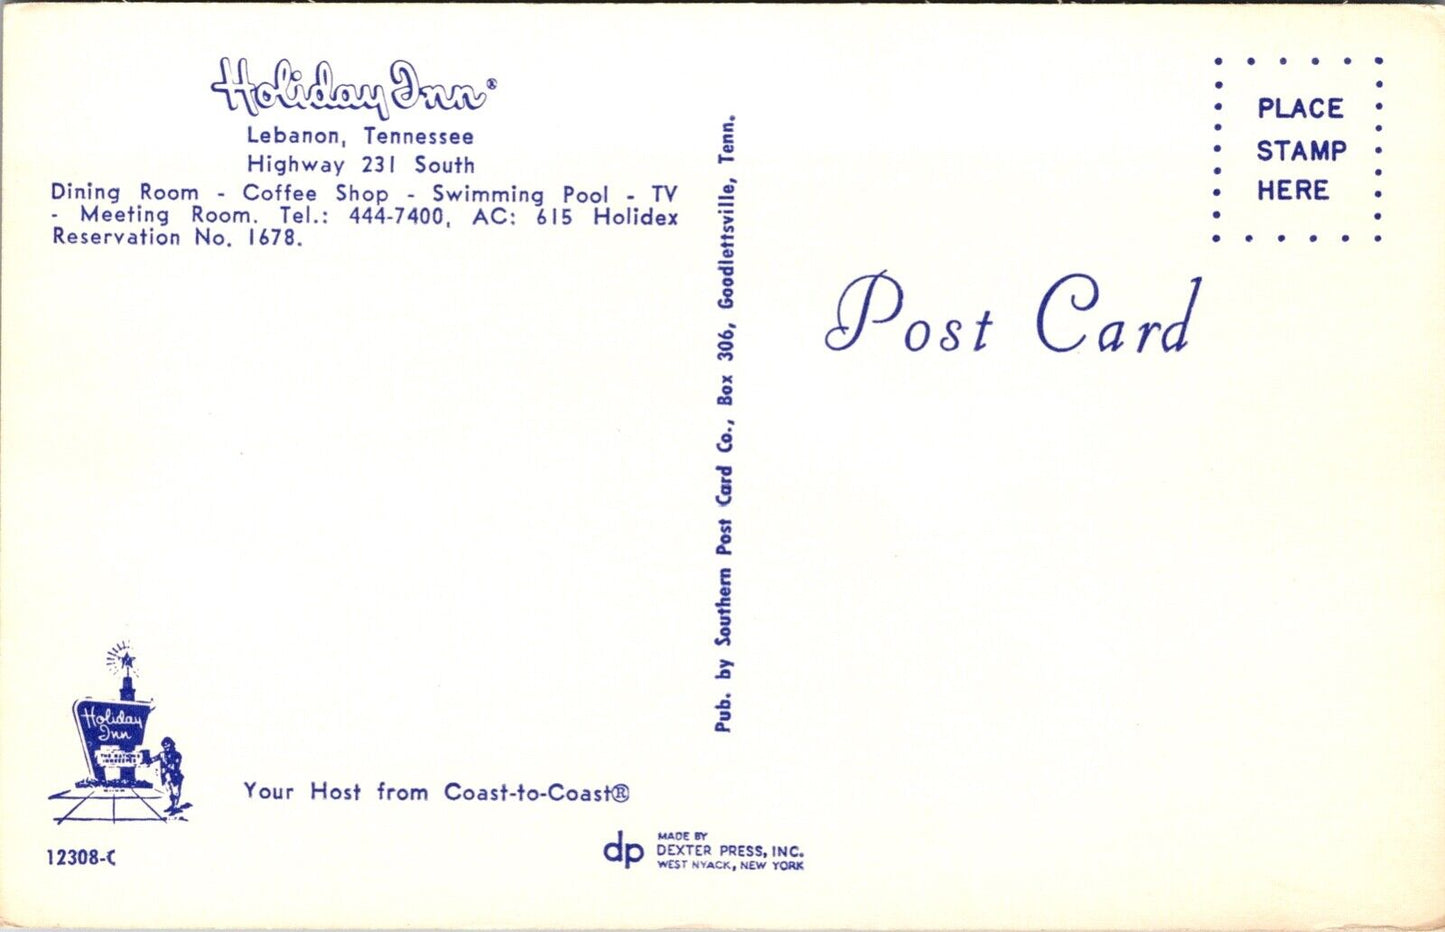 Holiday Inn®
Lebanon, Tennessee
Highway 231 South
Dining Room - Coffee Shop - Swimming Pool - TV
- Meeting Room. Tel.: 444-7400, AC: 615 Holidex
Reservation No. 1678.
Pub. by Southern Post Card Co., Box 306, Goodlettsville, Tenn.
PLACE
STAMP
HERE
Post Card
Holiday
Inn
THE NATION'S
INNKEEPER
Your Host from Coast-to-Coast®
12308-C
dp
MADE BY
DEXTER PRESS, INC.
WEST NYACK, NEW YORK